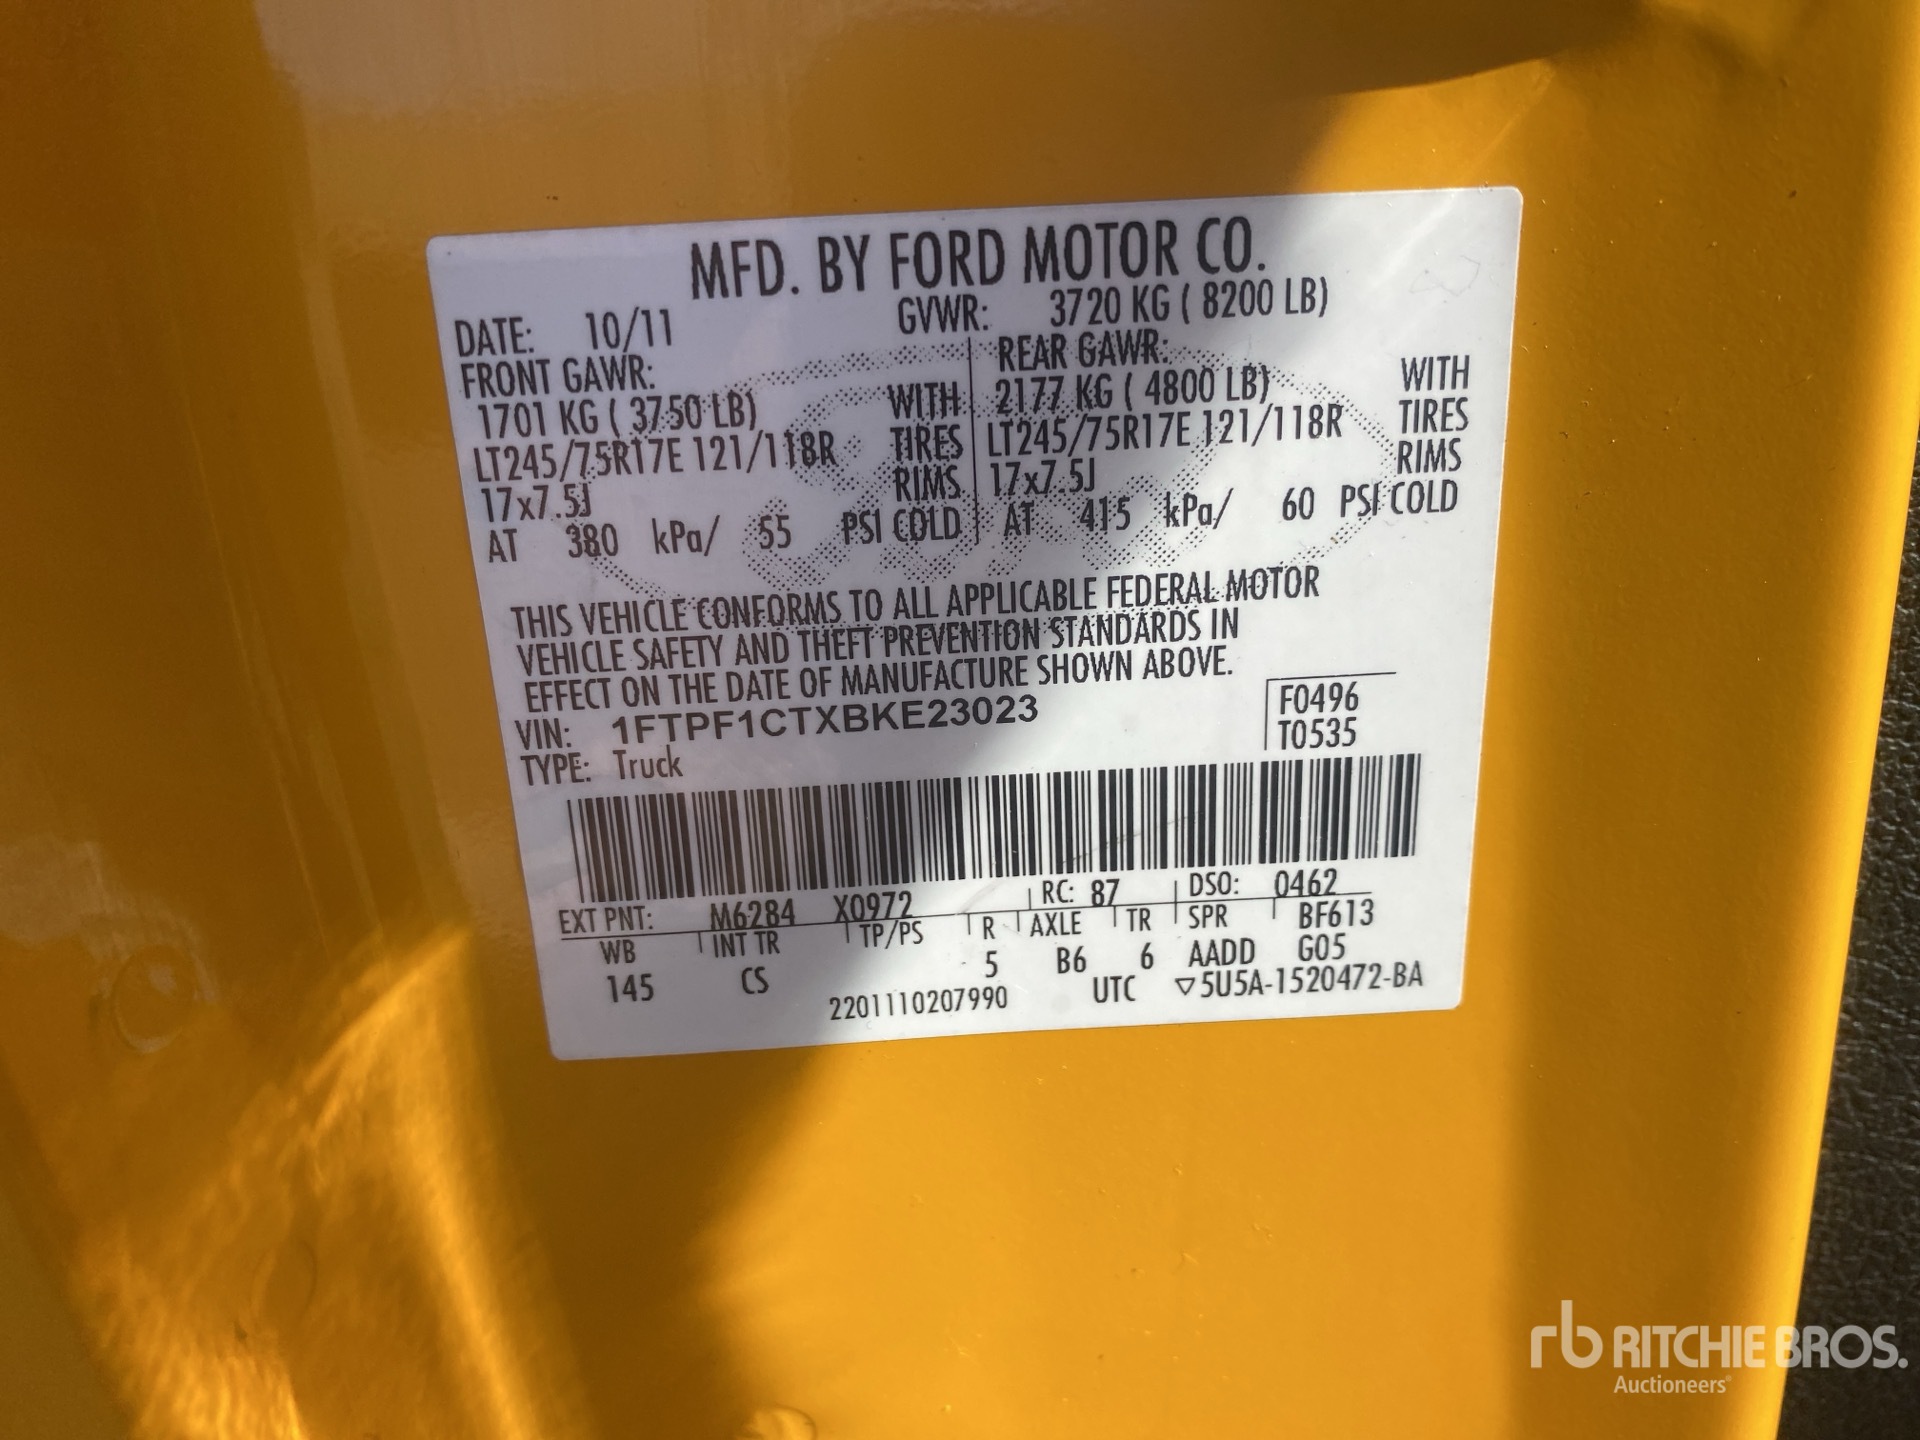 MFD. BY FORD MOTOR CO.
DATE: 10/11 GVWR: 3720 KG ( 8200 LB)
FRONT GAWR: REAR GAWR:
1701 KG ( 3750 LB) WITH 2177 KG ( 4800 LB) WITH
LT245/75R17E 121/118R TIRES LT245/75R17E 121/118R TIRES
17x7.5J RIMS 17x7.5J RIMS
AT 380 kPa/ 55 PSI COLD AT 415 kPa/ 60 PSI COLD
THIS VEHICLE CONFORMS TO ALL APPLICABLE FEDERAL MOTOR
VEHICLE SAFETY AND THEFT PREVENTION STANDARDS IN
EFFECT ON THE DATE OF MANUFACTURE SHOWN ABOVE.
VIN: 1FTPF1CTXBKE23023 F0496
TYPE: Truck T0535
EXT PNT: M6284 X0972 RC: 87 DSO: 0462
WB INT TR TP/PS R AXLE TR SPR BF613
145 CS 5 B6 6 AADD G05
2201110207990 UTC ▽5U5A-1520472-BA
rb RITCHIE BROS.
Auctioneers®